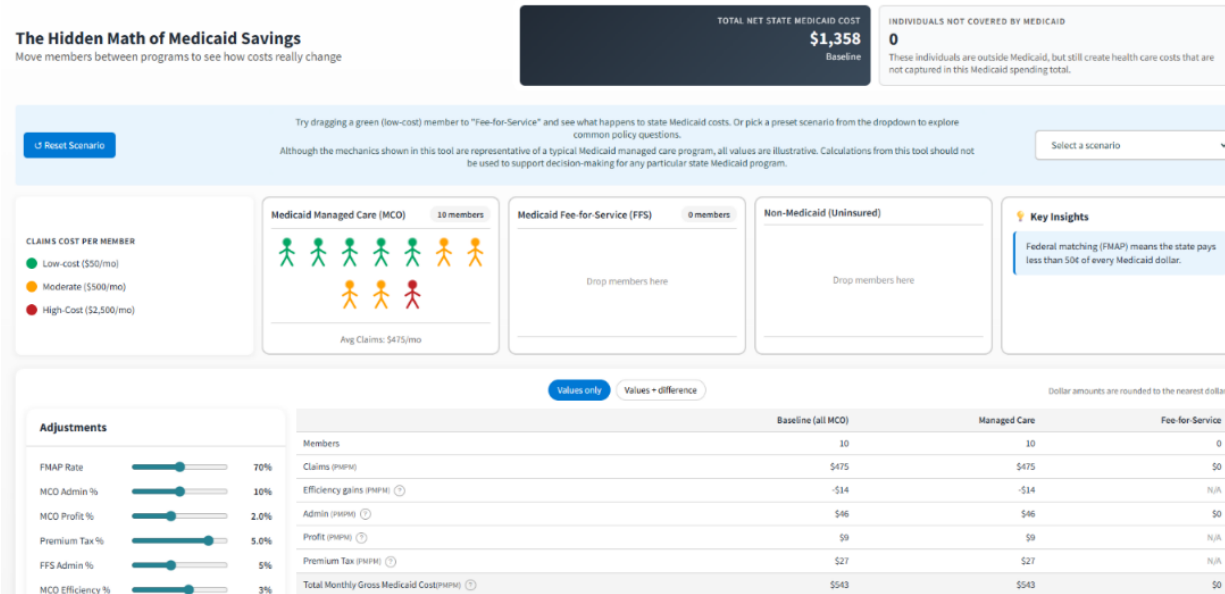 The Hidden Math of Medicaid Savings
Move members between programs to see how costs really change
TOTAL NET STATE MEDICAID COST
$1,358
Baseline
INDIVIDUALS NOT COVERED BY MEDICAID
0
These individuals are outside Medicaid, but still create health care costs that are
not captured in this Medicaid spending total.
↺ Reset Scenario
Try dragging a green (low-cost) member to "Fee-for-Service" and see what happens to state Medicaid costs. Or pick a preset scenario from the dropdown to explore
common policy questions.
Although the mechanics shown in this tool are representative of a typical Medicaid managed care program, all values are illustrative. Calculations from this tool should not
be used to support decision-making for any particular state Medicaid program.
Select a scenario
CLAIMS COST PER MEMBER
Low-cost ($50/mo)
Moderate ($500/mo)
High-Cost ($2,500/mo)
Medicaid Managed Care (MCO) 10 members
Avg Claims: $475/mo
Medicaid Fee-for-Service (FFS) 0 members
Drop members here
Non-Medicaid (Uninsured)
Drop members here
Key Insights
Federal matching (FMAP) means the state pays
less than 50¢ of every Medicaid dollar.
Values only Values + difference
Dollar amounts are rounded to the nearest dollar
Adjustments
FMAP Rate 70%
MCO Admin % 10%
MCO Profit % 2.0%
Premium Tax % 5.0%
FFS Admin % 5%
MCO Efficiency % 3%
Baseline (all MCO) Managed Care Fee-for-Service
Members 10 10 0
Claims (PMPM) $475 $475 $0
Efficiency gains (PMPM) ? -$14 -$14 N/A
Admin (PMPM) ? $46 $46 $0
Profit (PMPM) ? $9 $9 N/A
Premium Tax (PMPM) ? $27 $27 N/A
Total Monthly Gross Medicaid Cost(PMPM) ? $543 $543 $0